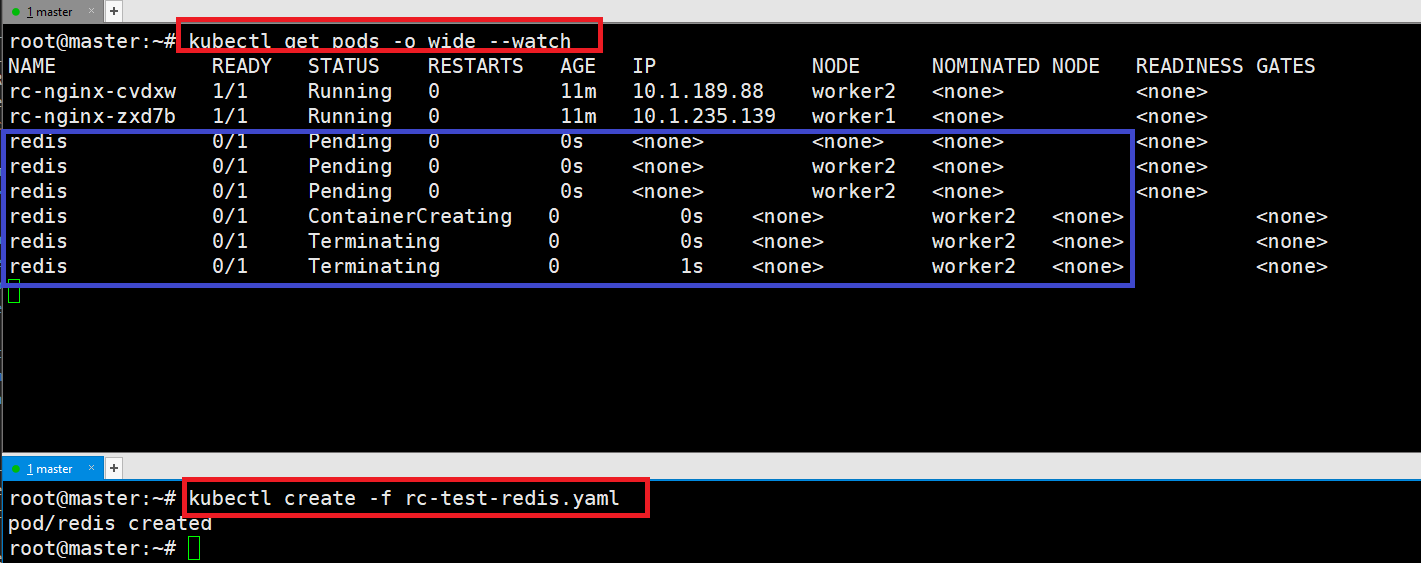 1 master × +
root@master:~# kubectl get pods -o wide --watch
NAME READY STATUS RESTARTS AGE IP NODE NOMINATED NODE READINESS GATES
rc-nginx-cvdxw 1/1 Running 0 11m 10.1.189.88 worker2 <none> <none>
rc-nginx-zxd7b 1/1 Running 0 11m 10.1.235.139 worker1 <none> <none>
redis 0/1 Pending 0 0s <none> <none> <none> <none>
redis 0/1 Pending 0 0s <none> worker2 <none> <none>
redis 0/1 Pending 0 0s <none> worker2 <none> <none>
redis 0/1 ContainerCreating 0 0s <none> worker2 <none> <none>
redis 0/1 Terminating 0 0s <none> worker2 <none> <none>
redis 0/1 Terminating 0 1s <none> worker2 <none> <none>
1 master × +
root@master:~# kubectl create -f rc-test-redis.yaml
pod/redis created
root@master:~#